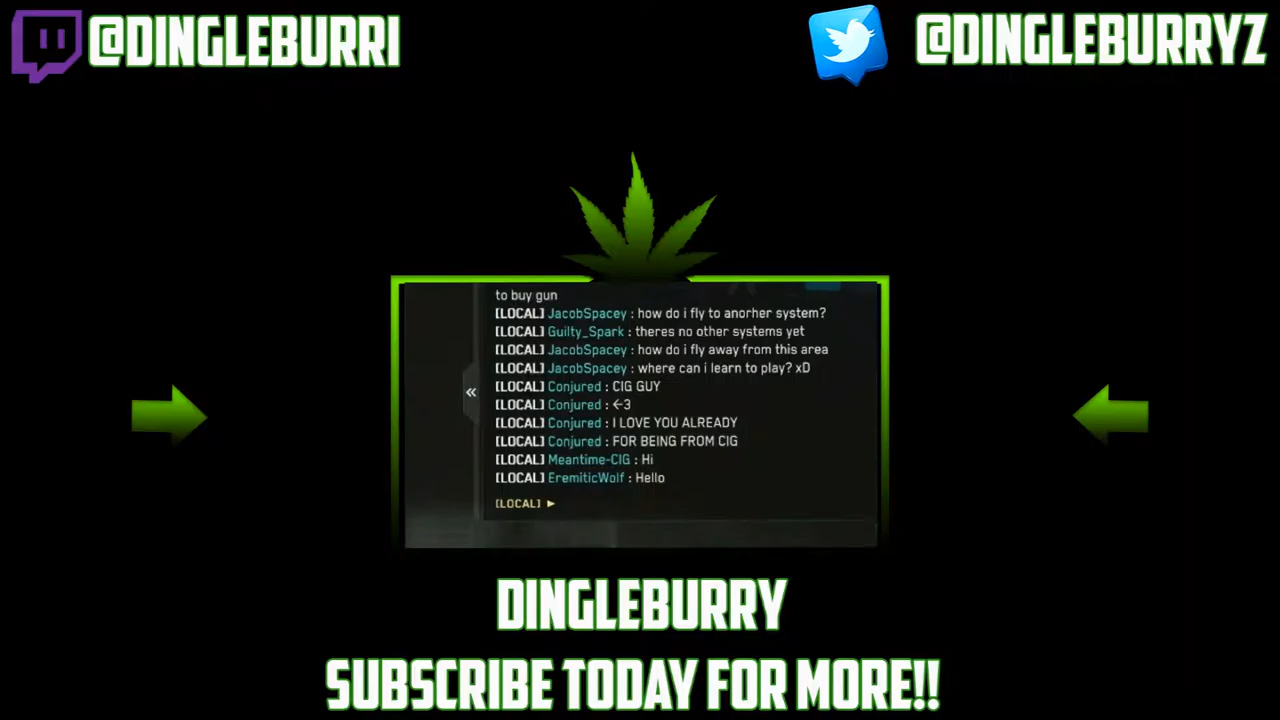 @DINGLEBURRI
@DINGLEBURRYZ
to buy gun
[LOCAL] JacobSpacey : how do i fly to anorher system?
[LOCAL] Guilty_Spark : theres no other systems yet
[LOCAL] JacobSpacey : how do i fly away from this area
[LOCAL] JacobSpacey : where can i learn to play? xD
[LOCAL] Conjured : CIG GUY
[LOCAL] Conjured : <-3
[LOCAL] Conjured : I LOVE YOU ALREADY
[LOCAL] Conjured : FOR BEING FROM CIG
[LOCAL] Meantime-CIG : Hi
[LOCAL] EremiticWolf : Hello
[LOCAL] ►
DINGLEBURRY
SUBSCRIBE TODAY FOR MORE!!